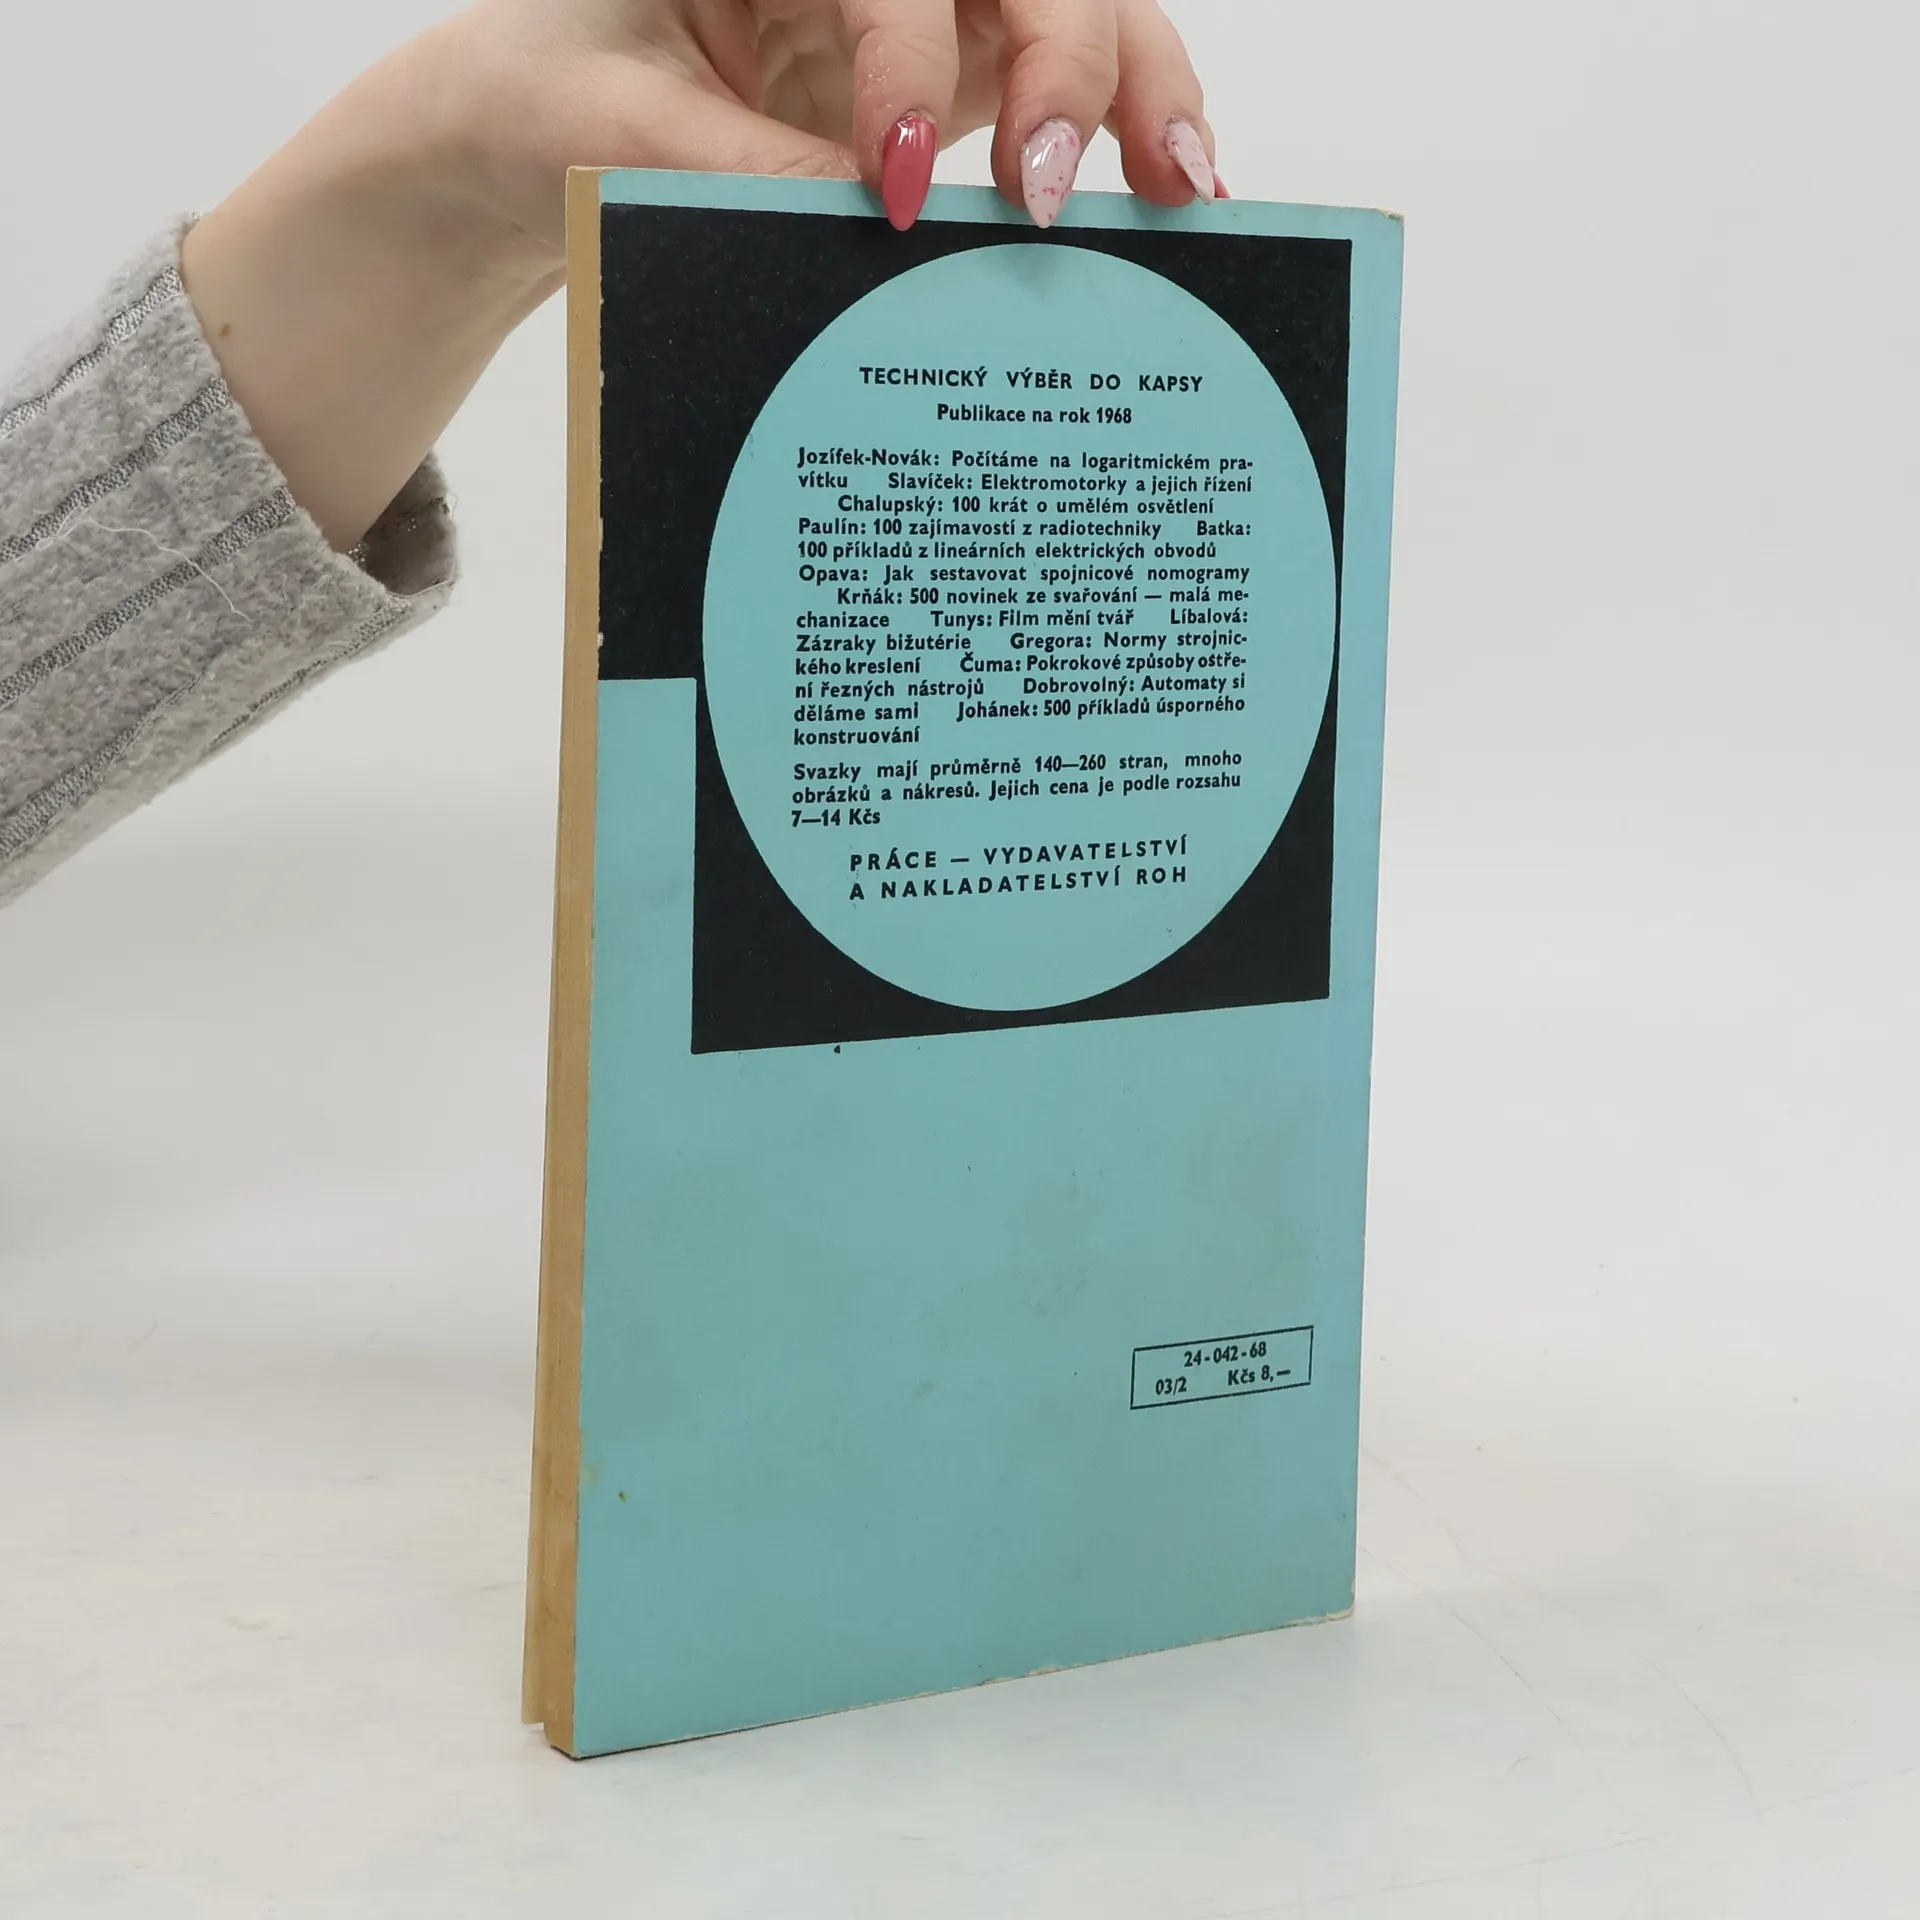 TECHNICKÝ VÝBĚR DO KAPSY
Publikace na rok 1968
Jozífek-Novák: Počítáme na logaritmickém pra-
vítku Slavíček: Elektromotorky a jejich řízení
Chalupský: 100 krát o umělém osvětlení
Paulín: 100 zajímavostí z radiotechniky Batka:
100 příkladů z lineárních elektrických obvodů
Opava: Jak sestavovat spojnicové nomogramy
Krňák: 500 novinek ze svařování — malá me-
chanizace Tunys: Film mění tvář Líbalová:
Zázraky bižutérie Gregora: Normy strojnic-
kého kreslení Čuma: Pokrokové způsoby ostře-
ní řezných nástrojů Dobrovolný: Automaty si
děláme sami Johánek: 500 příkladů úsporného
konstruování
Svazky mají průměrně 140—260 stran, mnoho
obrázků a nákresů. Jejich cena je podle rozsahu
7—14 Kčs
PRÁCE — VYDAVATELSTVÍ
A NAKLADATELSTVÍ ROH
24-042-68
03/2 Kčs 8,—